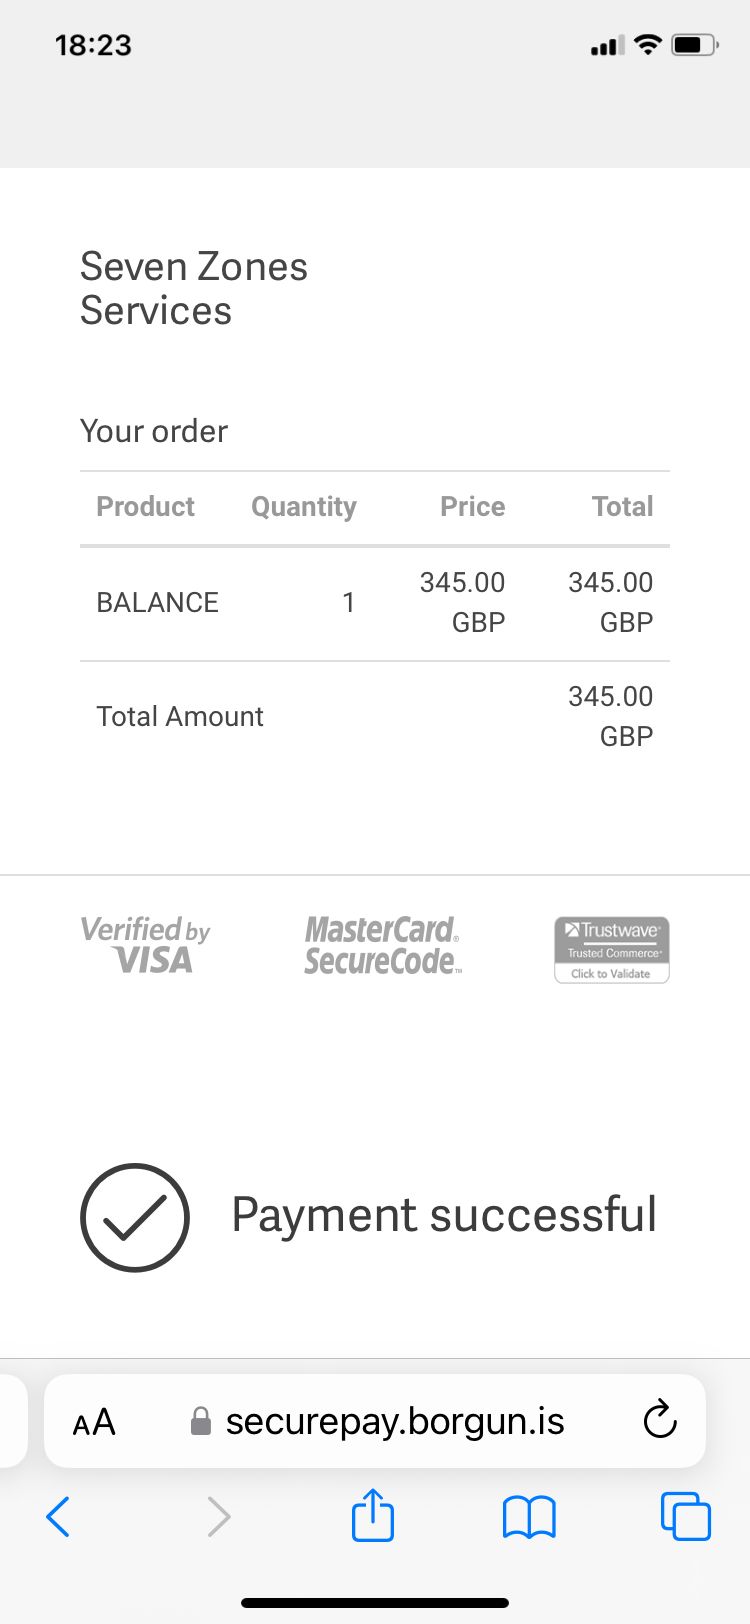 18:23
Seven Zones
Services
Your order
Product Quantity Price Total
BALANCE 1 345.00 GBP 345.00 GBP
Total Amount 345.00 GBP
Verified by VISA
MasterCard® SecureCode™
Trustwave®
Trusted Commerce®
Click to Validate
Payment successful
AA securepay.borgun.is